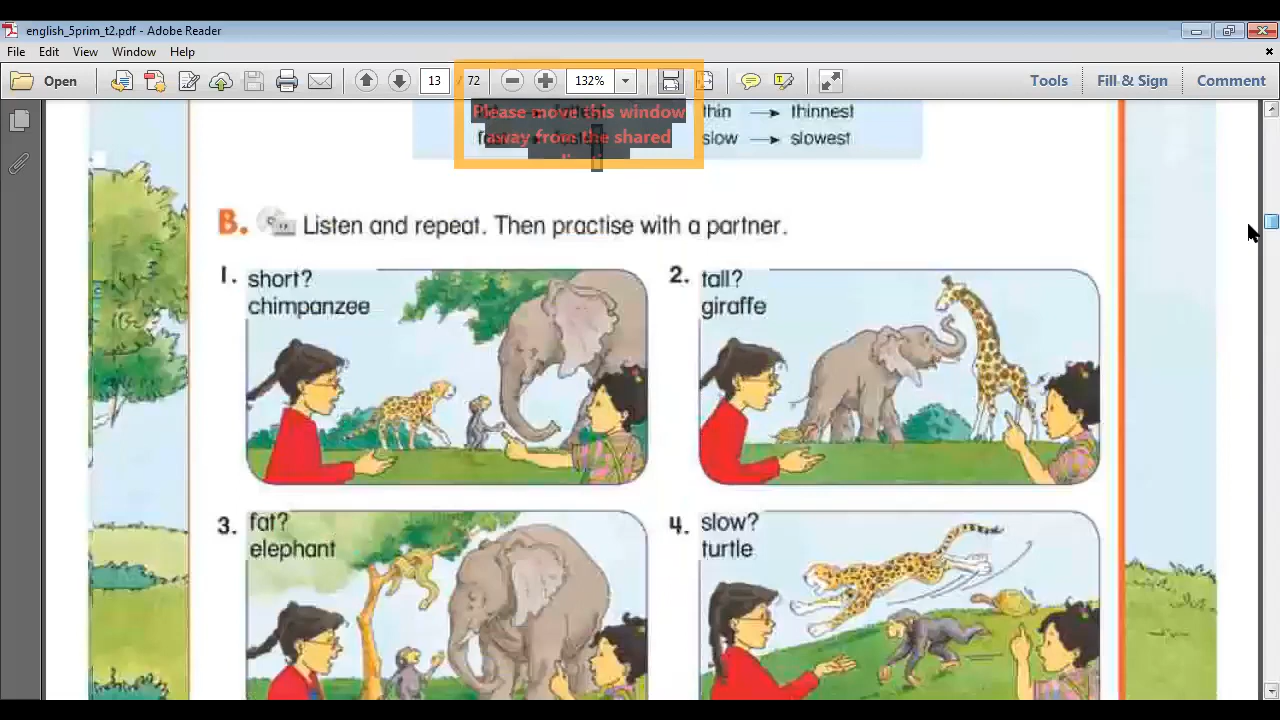 english_5prim_t2.pdf - Adobe Reader
File Edit View Window Help
Open 13 / 72 132% Tools Fill & Sign Comment
Please move this window
away from the shared
thin → thinnest
slow → slowest
B. Listen and repeat. Then practise with a partner.
1. short?
chimpanzee
2. tall?
giraffe
3. fat?
elephant
4. slow?
turtle